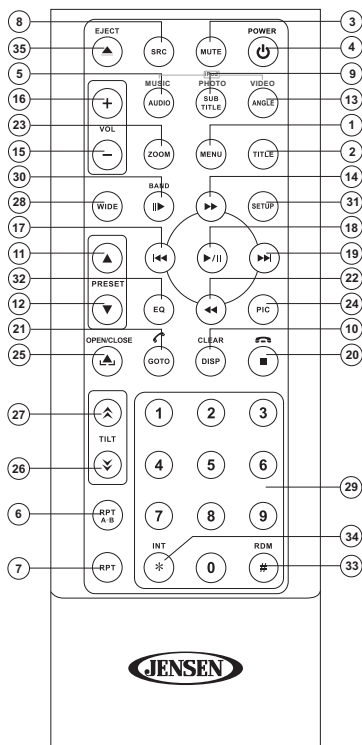 8 3
EJECT POWER
35 SRC MUTE 4
5 MUSIC PHOTO VIDEO 9
16 + AUDIO SUB TITLE ANGLE 13
23 VOL 1
15 − ZOOM MENU TITLE 2
30 BAND 14
28 WIDE SETUP 31
17 18
11 19
32 PRESET 22
12 EQ PIC 24
21 CLEAR 10
OPEN/CLOSE
25 GOTO DISP 20
27 1 2 3
TILT
26 4 5 6
29
6 RPT A-B 7 8 9
34
INT RDM
7 RPT * 0 # 33
JENSEN